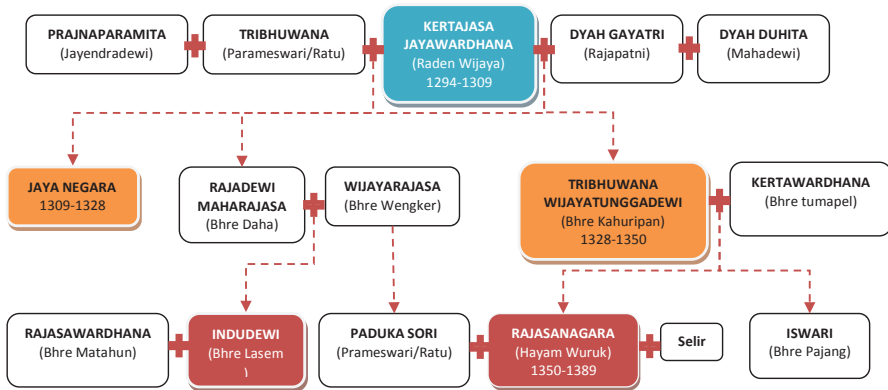 PRAJNAPARAMITA
(Jayendradewi)
TRIBHUWANA
(Parameswari/Ratu)
KERTAJASA
JAYAWARDHANA
(Raden Wijaya)
1294-1309
DYAH GAYATRI
(Rajapatni)
DYAH DUHITA
(Mahadewi)
JAYA NEGARA
1309-1328
RAJADEWI
MAHARAJASA
(Bhre Daha)
WIJAYARAJASA
(Bhre Wengker)
TRIBHUWANA
WIJAYATUNGGADEWI
(Bhre Kahuripan)
1328-1350
KERTAWARDHANA
(Bhre tumapel)
RAJASAWARDHANA
(Bhre Matahun)
INDUDEWI
(Bhre Lasem
)
PADUKA SORI
(Prameswari/Ratu)
RAJASANAGARA
(Hayam Wuruk)
1350-1389
Selir
ISWARI
(Bhre Pajang)